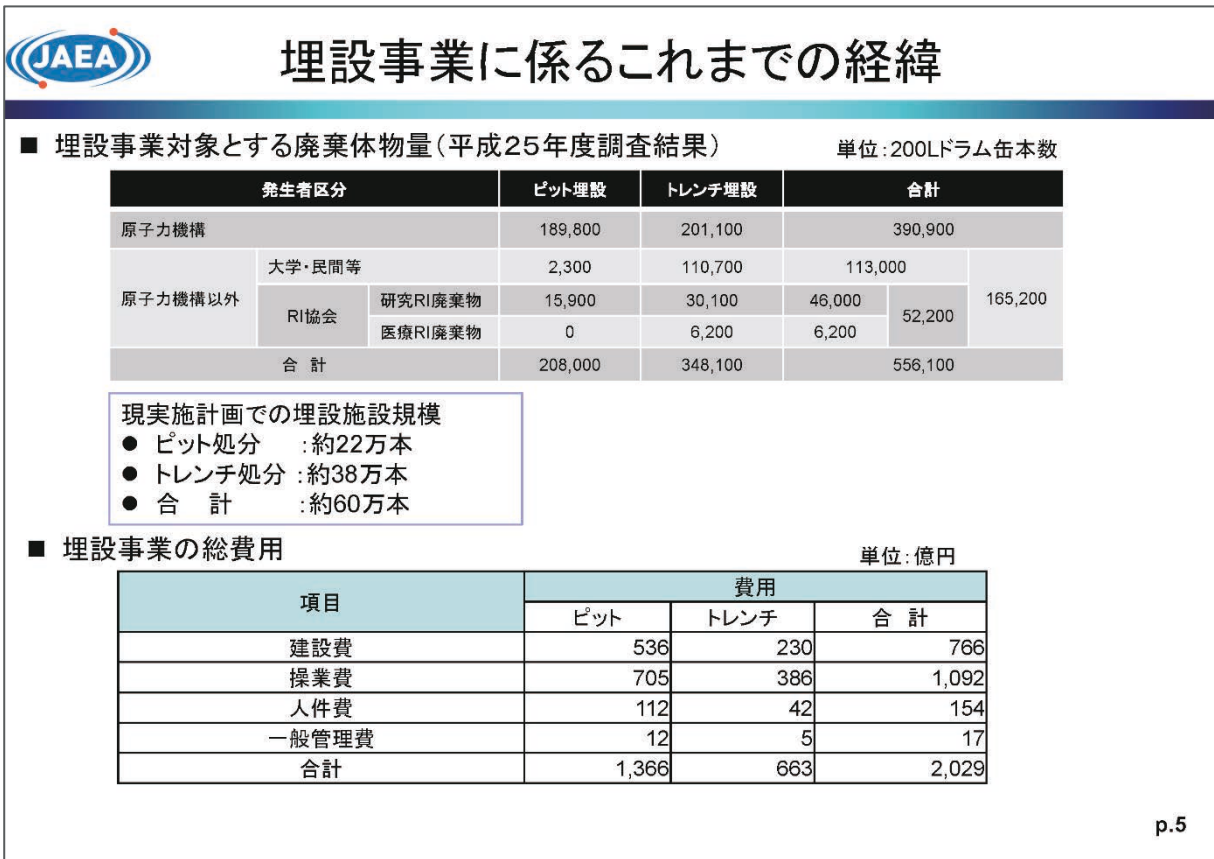 JAEA
埋設事業に係るこれまでの経緯
■ 埋設事業対象とする廃棄体物量(平成25年度調査結果)
単位:200Lドラム缶本数
発生者区分 ピット埋設 トレンチ埋設 合計
原子力機構 189,800 201,100 390,900
原子力機構以外 大学・民間等 2,300 110,700 113,000 165,200
RI協会 研究RI廃棄物 15,900 30,100 46,000 52,200
医療RI廃棄物 0 6,200 6,200
合 計 208,000 348,100 556,100
現実施計画での埋設施設規模
● ピット処分 :約22万本
● トレンチ処分 :約38万本
● 合 計 :約60万本
■ 埋設事業の総費用
単位:億円
項目 費用
ピット トレンチ 合 計
建設費 536 230 766
操業費 705 386 1,092
人件費 112 42 154
一般管理費 12 5 17
合計 1,366 663 2,029
p.5